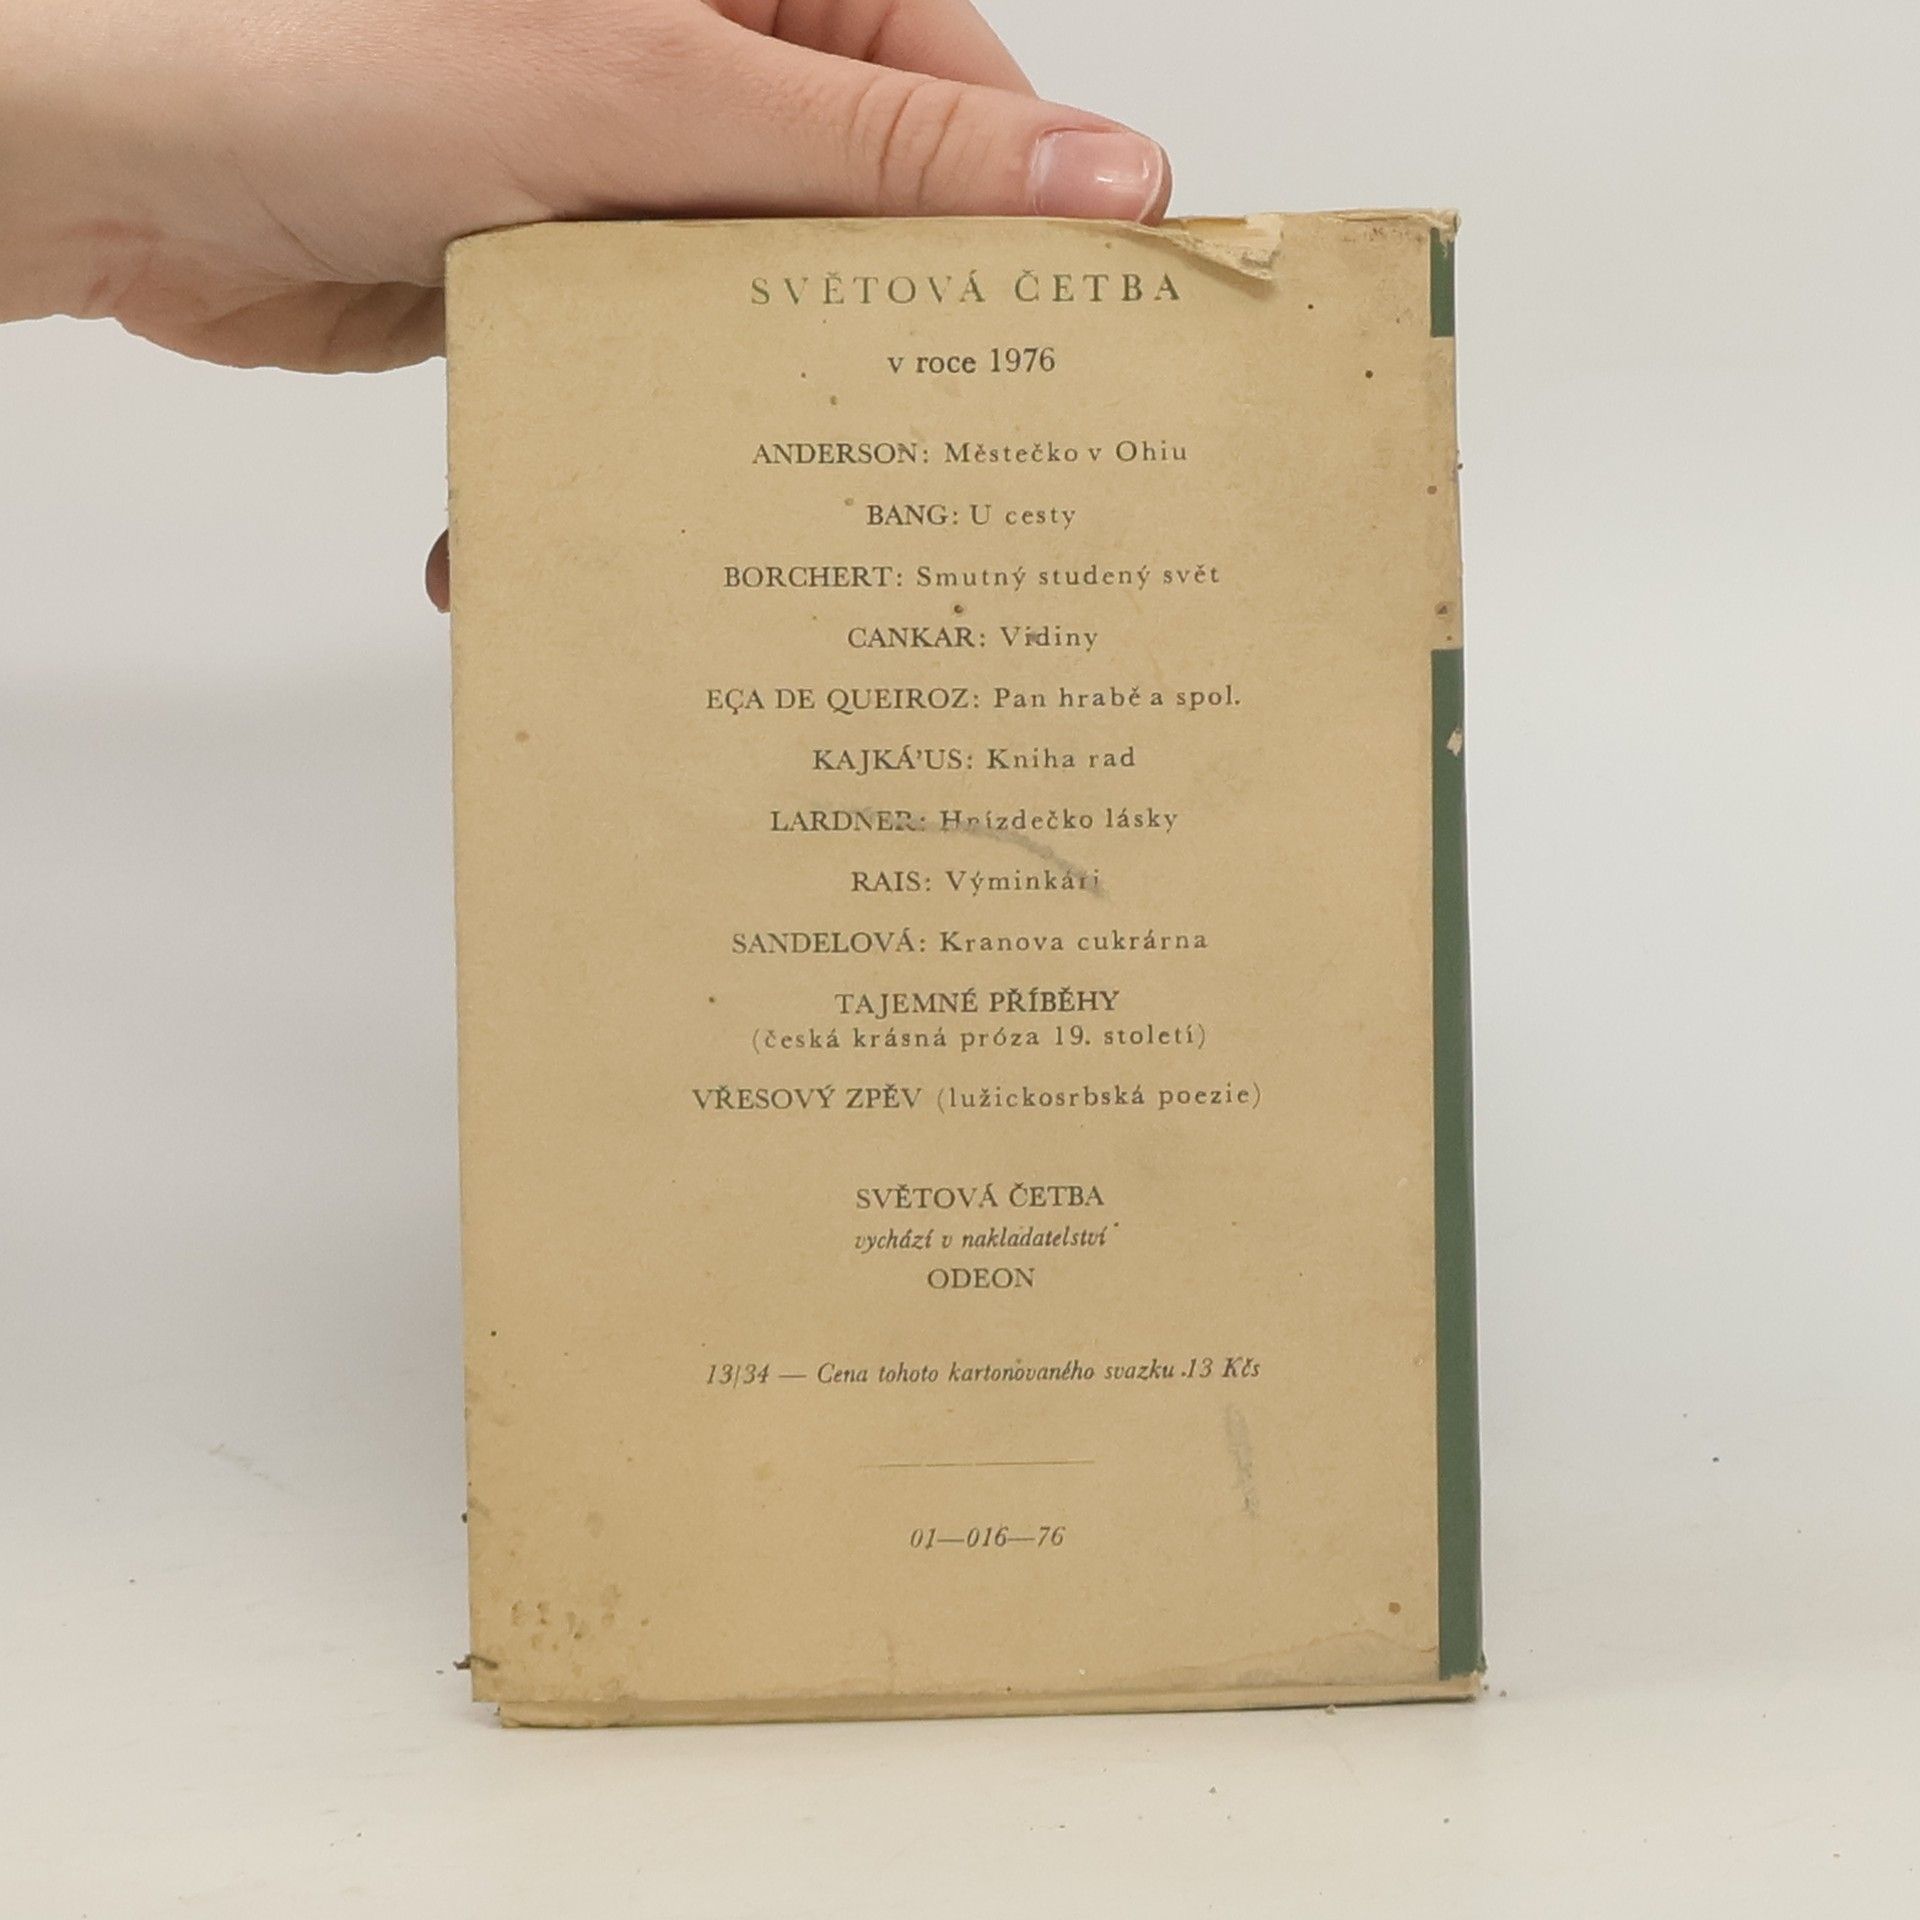 SVĚTOVÁ ČETBA
v roce 1976
ANDERSON: Městečko v Ohiu
BANG: U cesty
BORCHERT: Smutný studený svět
CANKAR: Vidiny
EÇA DE QUEIROZ: Pan hrabě a spol.
KAJKÁ'US: Kniha rad
LARDNER: Hnízdečko lásky
RAIS: Výminkáři
SANDELOVÁ: Kranova cukrárna
TAJEMNÉ PŘÍBĚHY
(česká krásná próza 19. století)
VŘESOVÝ ZPĚV (lužickosrbská poezie)
SVĚTOVÁ ČETBA
vychází v nakladatelství
ODEON
13/34 — Cena tohoto kartonovaného svazku 13 Kčs
01—016—76